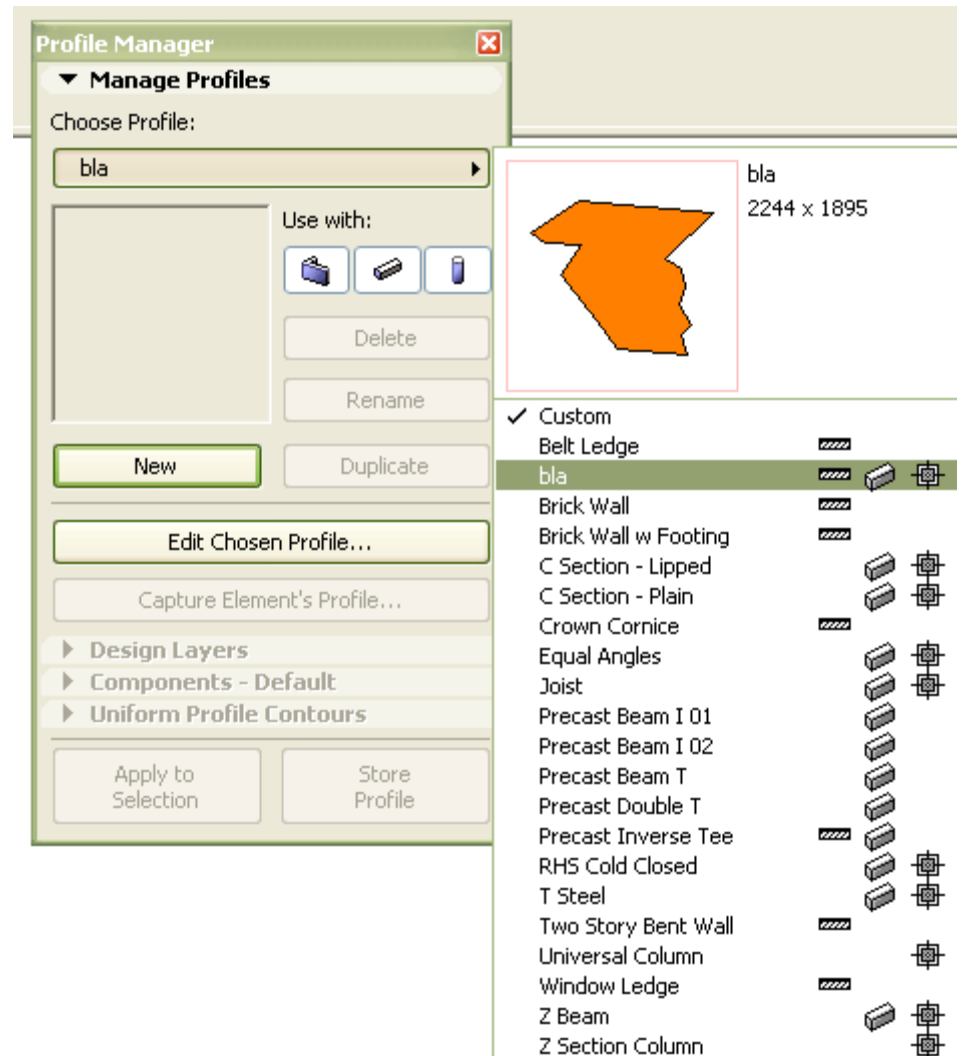 Profile Manager
Manage Profiles
Choose Profile:
bla
Use with:
Delete
Rename
New
Duplicate
Edit Chosen Profile...
Capture Element's Profile...
Design Layers
Components - Default
Uniform Profile Contours
Apply to
Selection
Store
Profile
bla
2244 x 1895
Custom
Belt Ledge
bla
Brick Wall
Brick Wall w Footing
C Section - Lipped
C Section - Plain
Crown Cornice
Equal Angles
Joist
Precast Beam I 01
Precast Beam I 02
Precast Beam T
Precast Double T
Precast Inverse Tee
RHS Cold Closed
T Steel
Two Story Bent Wall
Universal Column
Window Ledge
Z Beam
Z Section Column